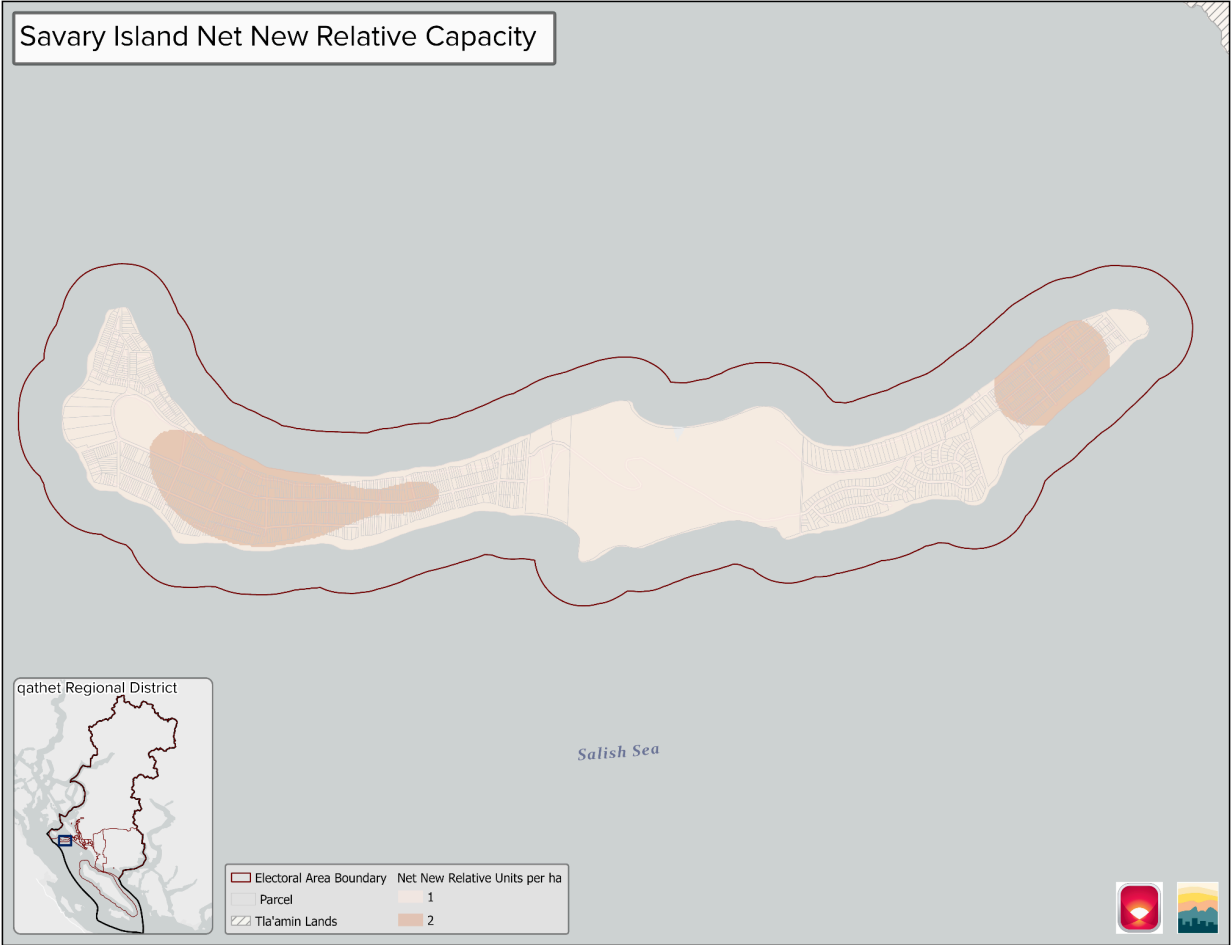 Savary Island Net New Relative Capacity
Salish Sea
qathet Regional District
Electoral Area Boundary
Parcel
Tla'amin Lands
Net New Relative Units per ha
1
2